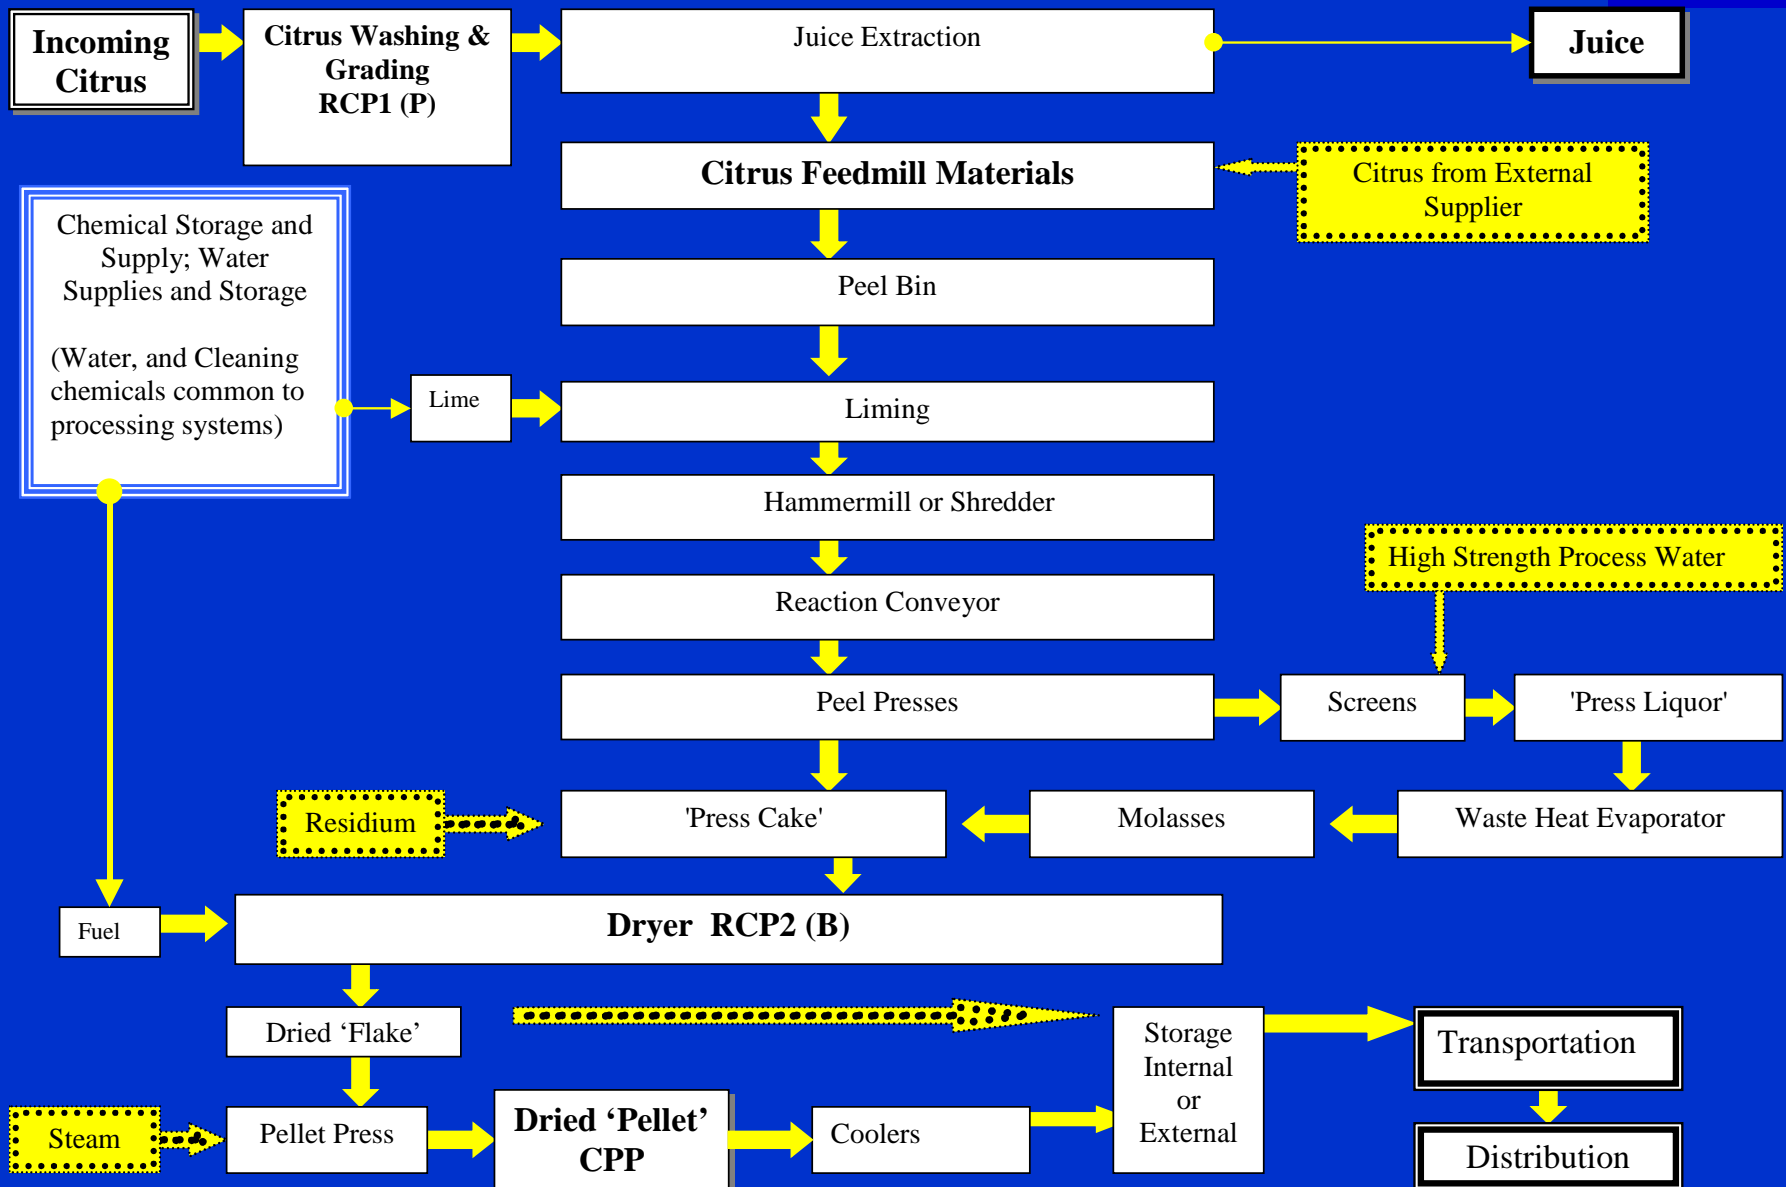 Incoming
Citrus
Citrus Washing &
Grading
RCP1 (P)
Juice Extraction
Juice
Citrus Feedmill Materials
Citrus from External
Supplier
Chemical Storage and
Supply; Water
Supplies and Storage
(Water, and Cleaning
chemicals common to
processing systems)
Peel Bin
Lime
Liming
Hammermill or Shredder
High Strength Process Water
Reaction Conveyor
Peel Presses
Screens
'Press Liquor'
Residium
'Press Cake'
Molasses
Waste Heat Evaporator
Fuel
Dryer RCP2 (B)
Dried ‘Flake’
Storage
Internal
or
External
Transportation
Steam
Pellet Press
Dried ‘Pellet’
CPP
Coolers
Distribution